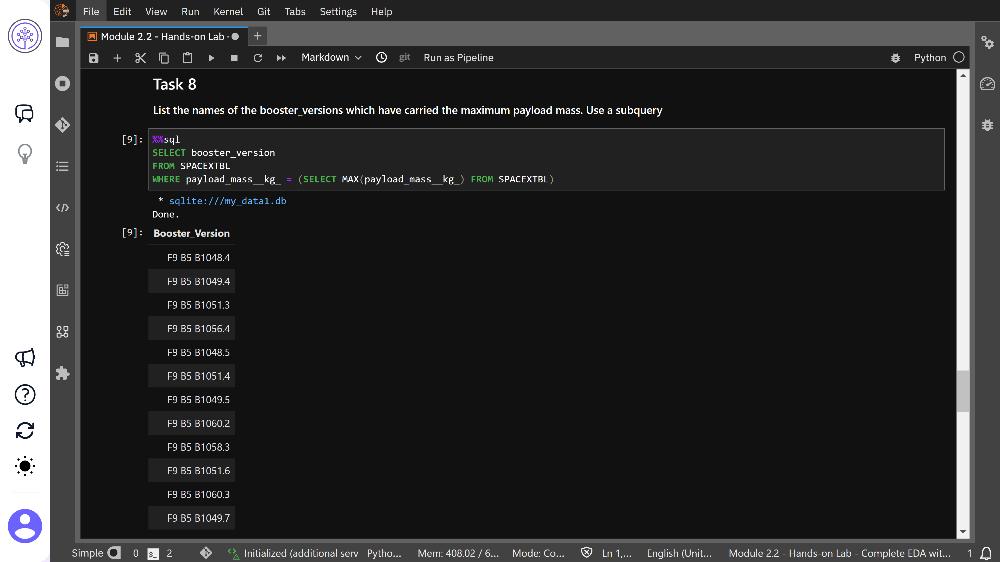 File Edit View Run Kernel Git Tabs Settings Help
Module 2.2 - Hands-on Lab ·
Markdown git Run as Pipeline Python
Task 8
List the names of the booster_versions which have carried the maximum payload mass. Use a subquery
[9]: %%sql
SELECT booster_version
FROM SPACEXTBL
WHERE payload_mass__kg_ = (SELECT MAX(payload_mass__kg_) FROM SPACEXTBL)
* sqlite:///my_data1.db
Done.
[9]: Booster_Version
F9 B5 B1048.4
F9 B5 B1049.4
F9 B5 B1051.3
F9 B5 B1056.4
F9 B5 B1048.5
F9 B5 B1051.4
F9 B5 B1049.5
F9 B5 B1060.2
F9 B5 B1058.3
F9 B5 B1051.6
F9 B5 B1060.3
F9 B5 B1049.7
Simple 0 $_ 2 Initialized (additional serv Pytho... Mem: 408.02 / 6... Mode: Co... Ln 1,... English (Unit... Module 2.2 - Hands-on Lab - Complete EDA wit... 1